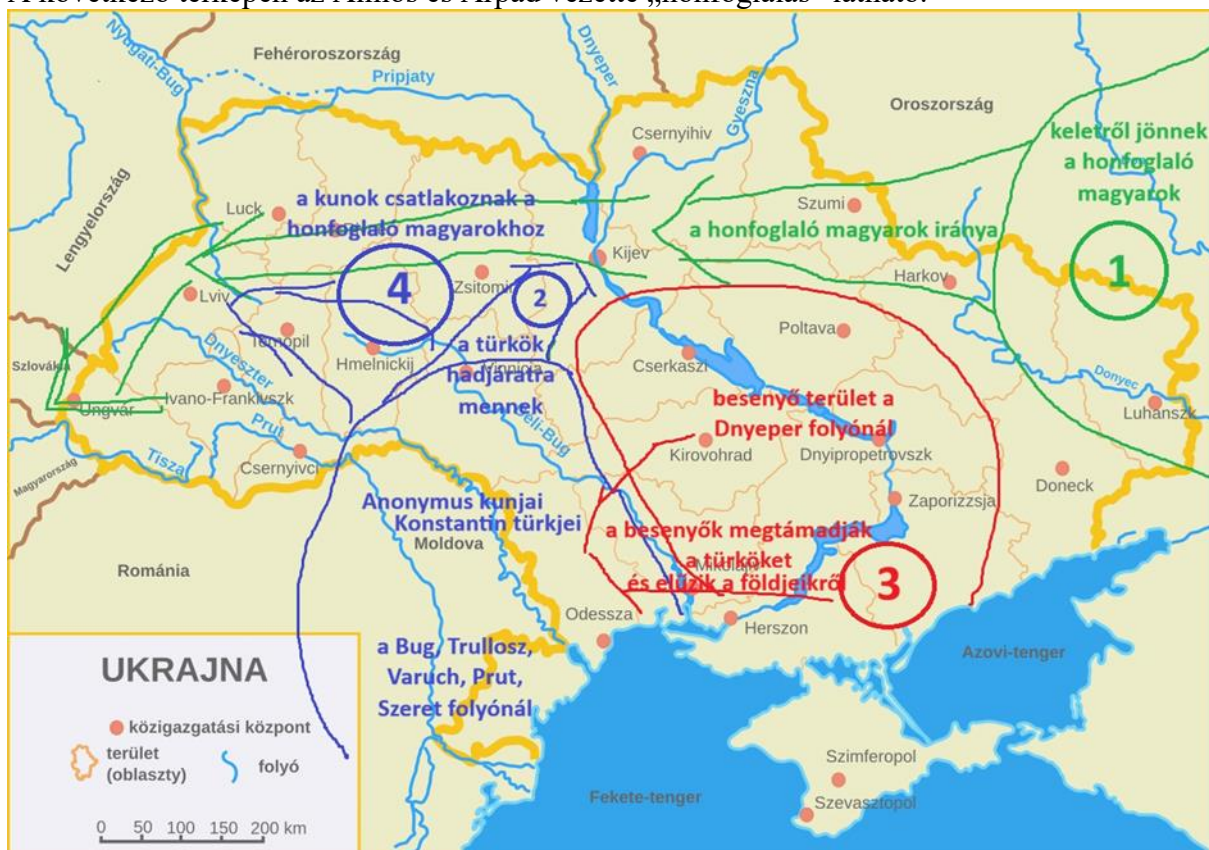 A következő térképen az Álmos és Árpád vezette „honfoglalás” látható:
Nyugati-Bug
Fehéroroszország
Pripjaty
Dnyeper
Gyeszna
Oroszország
Csernyihiv
keletről jönnek
a honfoglaló
magyarok
1
Lengyelország
a kunok csatlakoznak a
honfoglaló magyarokhoz
Luck
Szumi
a honfoglaló magyarok iránya
Kijev
Harkov
4
2
Zsitomir
Lviv
Poltava
Ternopil
Dnyeszter
Hmelnickij
a türkök
hadjáratra
mennek
Vinnicja
Cserkaszi
Donyec
Szlovákia
Ungvár
Ivano-Frankivszk
Luhanszk
besenyő terület a
Dnyeper folyónál
Déli-Bug
Kirovohrad
Dnyipropetrovszk
Magyarország
Tisza
Prut
Csernyivci
Doneck
Zaporizzsja
Anonymus kunjai
Konstantin türkjei
Moldova
a besenyők megtámadják
a türköket
és elűzik a földjeikről
3
Románia
Odessza
Herszon
Azovi-tenger
a Bug, Trullosz,
Varuch, Prut,
Szeret folyónál
UKRAJNA
közigazgatási központ
terület
(oblaszty)
folyó
0 50 100 150 200 km
Szimferopol
Szevasztopol
Fekete-tenger